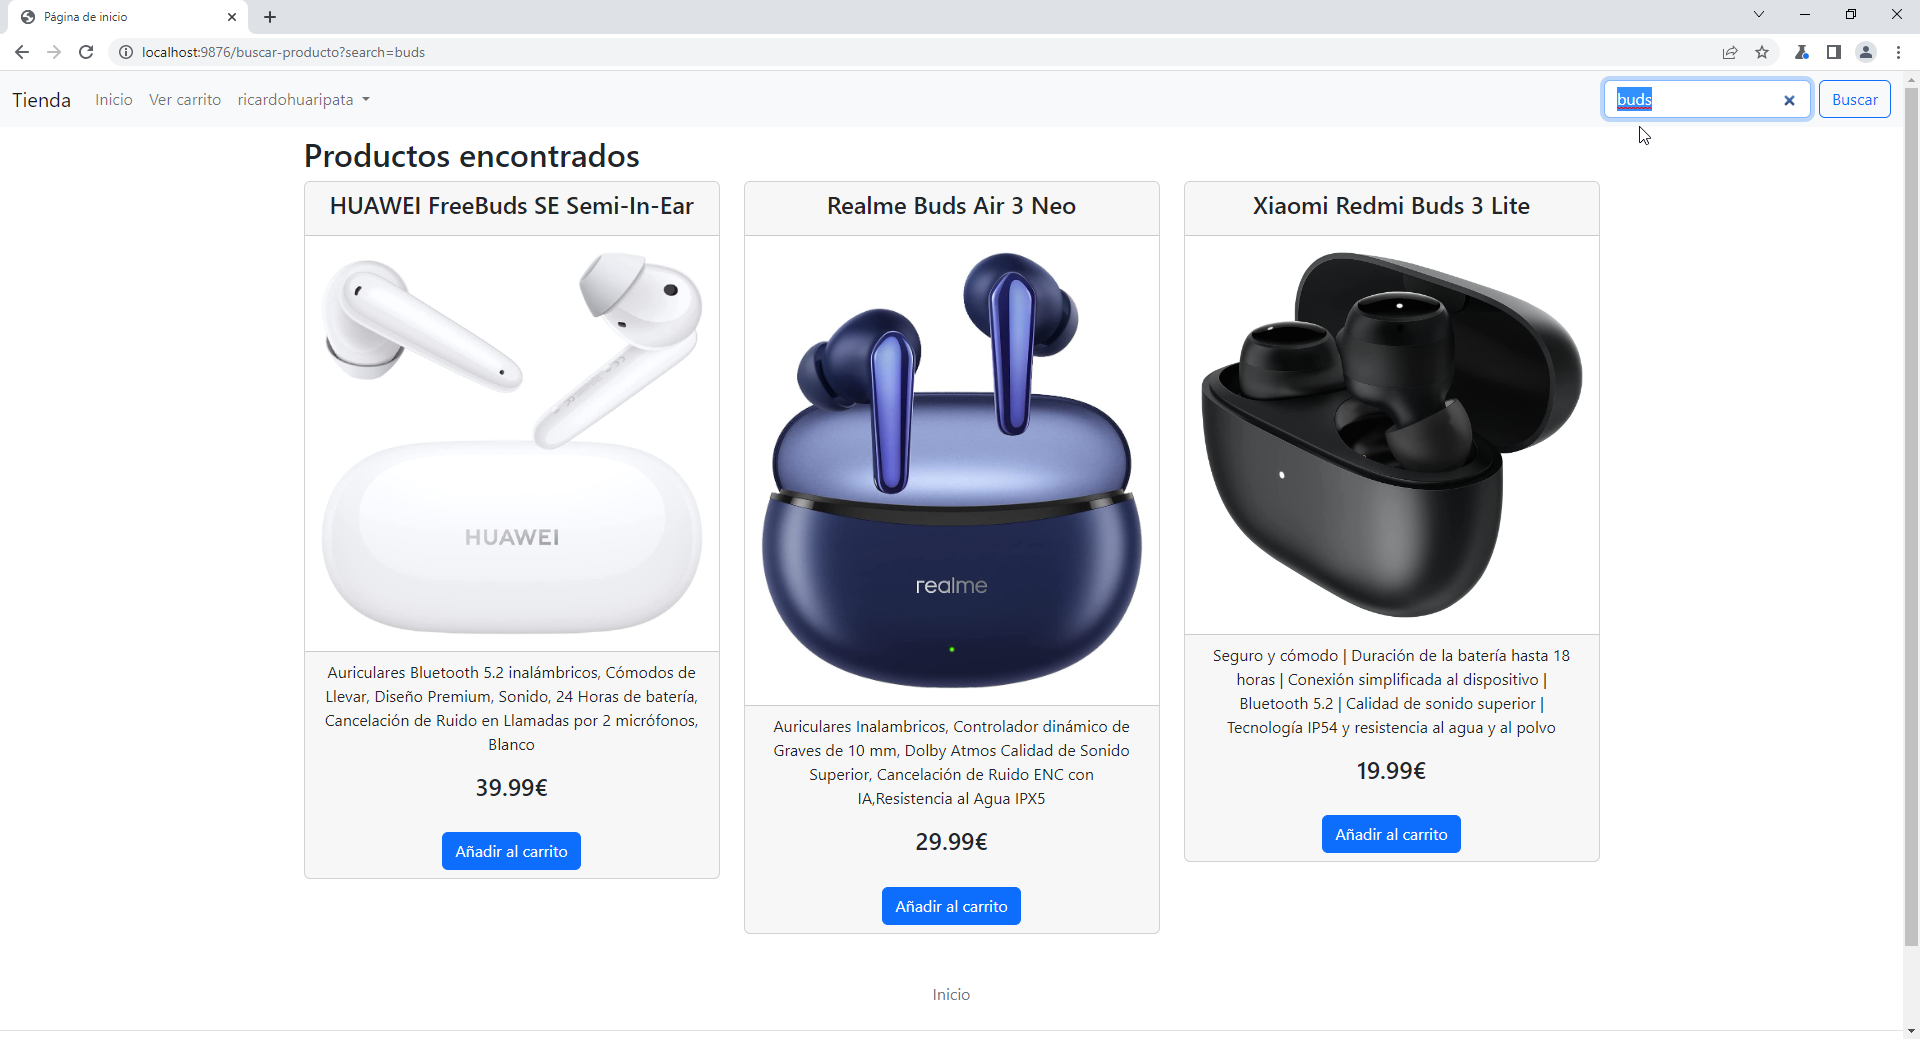 Página de inicio
localhost:9876/buscar-producto?search=buds
Tienda Inicio Ver carrito ricardohuaripata buds Buscar
Productos encontrados
HUAWEI FreeBuds SE Semi-In-Ear
HUAWEI
Auriculares Bluetooth 5.2 inalámbricos, Cómodos de
Llevar, Diseño Premium, Sonido, 24 Horas de batería,
Cancelación de Ruido en Llamadas por 2 micrófonos,
Blanco
39.99€
Añadir al carrito
Realme Buds Air 3 Neo
realme
Auriculares Inalambricos, Controlador dinámico de
Graves de 10 mm, Dolby Atmos Calidad de Sonido
Superior, Cancelación de Ruido ENC con
IA,Resistencia al Agua IPX5
29.99€
Añadir al carrito
Xiaomi Redmi Buds 3 Lite
Seguro y cómodo | Duración de la batería hasta 18
horas | Conexión simplificada al dispositivo |
Bluetooth 5.2 | Calidad de sonido superior |
Tecnología IP54 y resistencia al agua y al polvo
19.99€
Añadir al carrito
Inicio